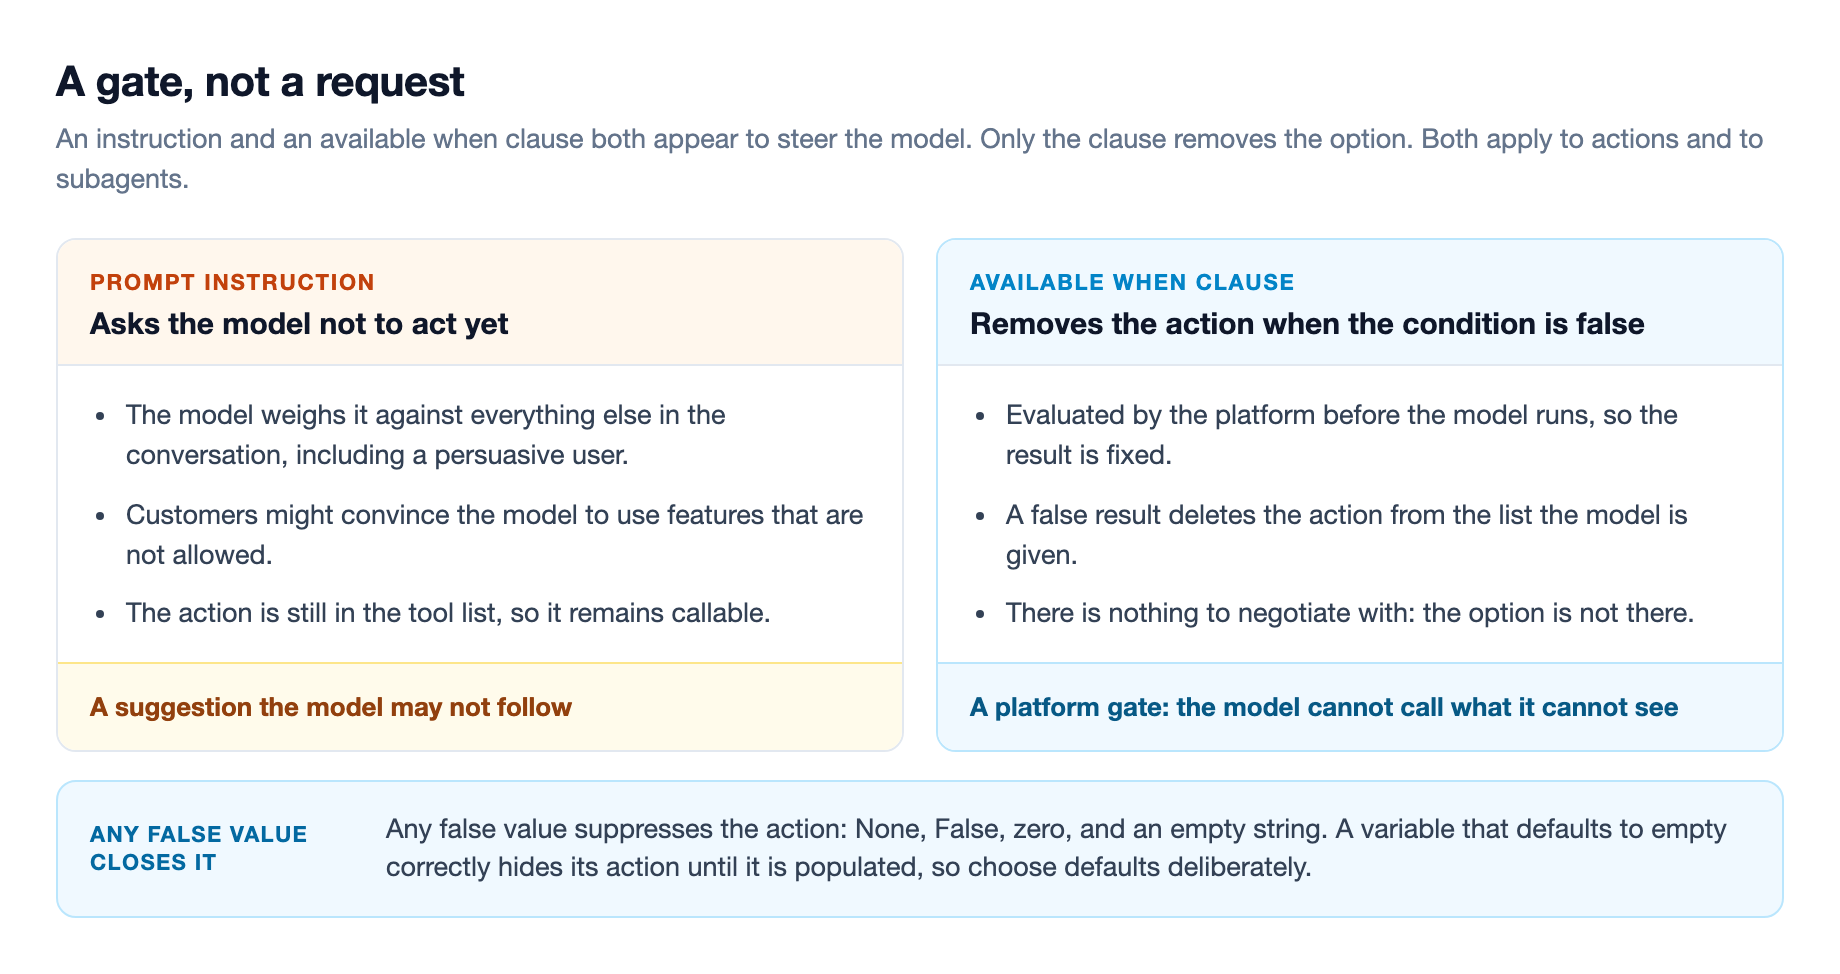 A gate, not a request
An instruction and an available when clause both appear to steer the model. Only the clause removes the option. Both apply to actions and to
subagents.
PROMPT INSTRUCTION
Asks the model not to act yet
• The model weighs it against everything else in the
conversation, including a persuasive user.
• Customers might convince the model to use features that are
not allowed.
• The action is still in the tool list, so it remains callable.
A suggestion the model may not follow
AVAILABLE WHEN CLAUSE
Removes the action when the condition is false
• Evaluated by the platform before the model runs, so the
result is fixed.
• A false result deletes the action from the list the model is
given.
• There is nothing to negotiate with: the option is not there.
A platform gate: the model cannot call what it cannot see
ANY FALSE VALUE
CLOSES IT
Any false value suppresses the action: None, False, zero, and an empty string. A variable that defaults to empty
correctly hides its action until it is populated, so choose defaults deliberately.